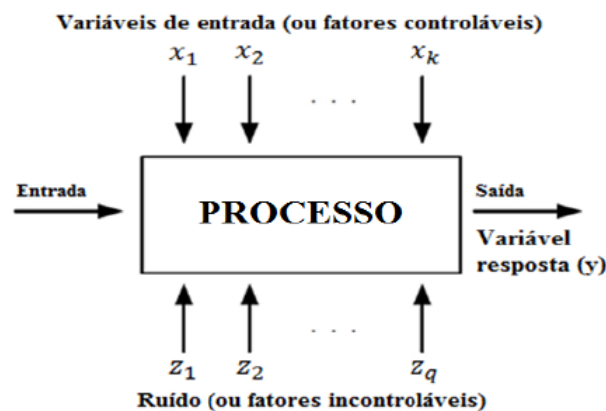 Variáveis de entrada (ou fatores controláveis)
x₁ x₂ . . . xₖ
Entrada
PROCESSO
Saída
Variável
resposta (y)
z₁ z₂ . . . z_q
Ruído (ou fatores incontroláveis)